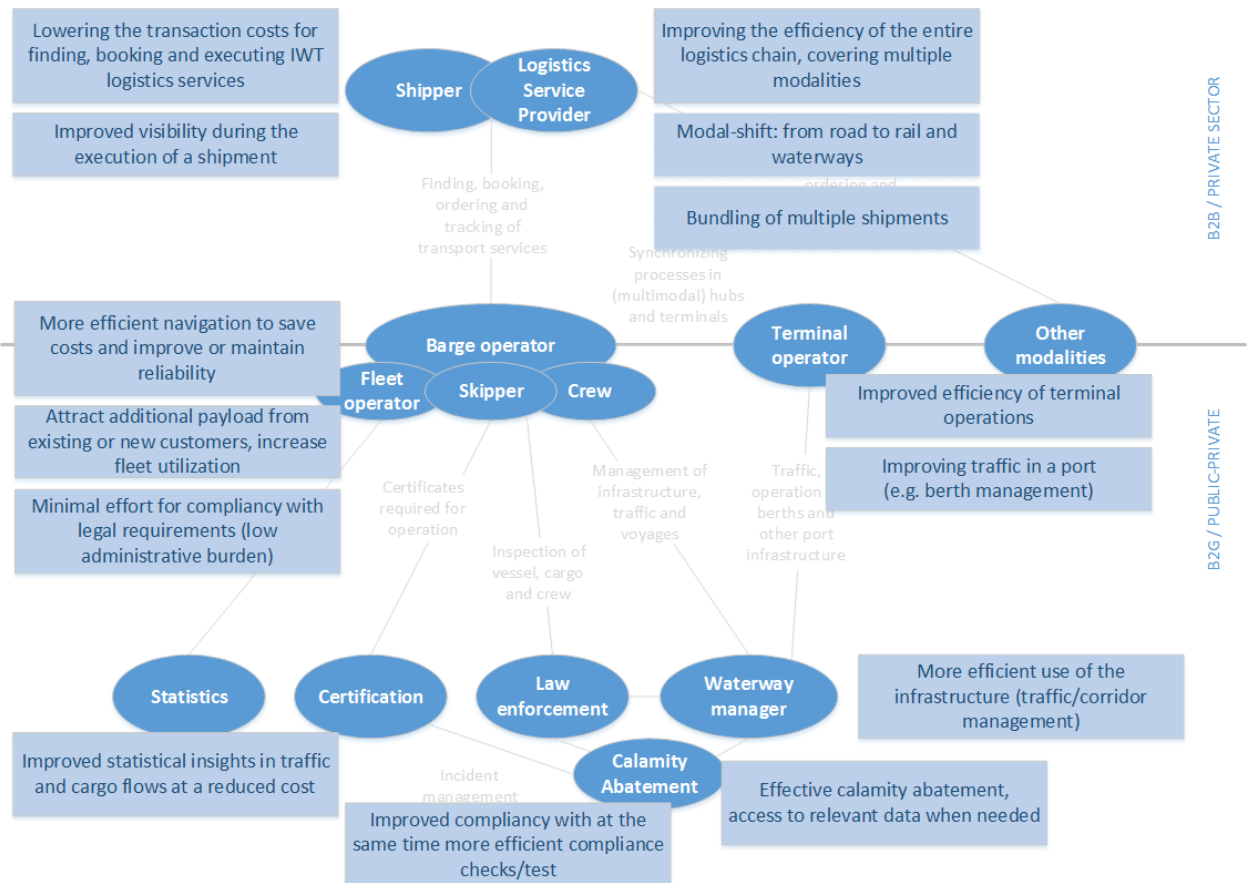 Lowering the transaction costs for
finding, booking and executing IWT
logistics services
Improved visibility during the
execution of a shipment
Shipper
Logistics
Service
Provider
Improving the efficiency of the entire
logistics chain, covering multiple
modalities
Modal-shift: from road to rail and
waterways
ordering and
Bundling of multiple shipments
B2B / PRIVATE SECTOR
Finding, booking,
ordering and
tracking of
transport services
Synchronizing
processes in
(multimodal) hubs
and terminals
More efficient navigation to save
costs and improve or maintain
reliability
Barge operator
Fleet
operator
Skipper
Crew
Terminal
operator
Other
modalities
Attract additional payload from
existing or new customers, increase
fleet utilization
Minimal effort for compliancy with
legal requirements (low
administrative burden)
Improved efficiency of terminal
operations
Improving traffic in a port
(e.g. berth management)
B2G / PUBLIC-PRIVATE
Certificates
required for
operation
Inspection of
vessel, cargo
and crew
Management of
infrastructure,
traffic and
voyages
Traffic,
operation
berths and
other port
infrastructure
Statistics
Certification
Law
enforcement
Waterway
manager
More efficient use of the
infrastructure (traffic/corridor
management)
Improved statistical insights in traffic
and cargo flows at a reduced cost
Incident
management
Calamity
Abatement
Improved compliancy with at the
same time more efficient compliance
checks/test
Effective calamity abatement,
access to relevant data when needed